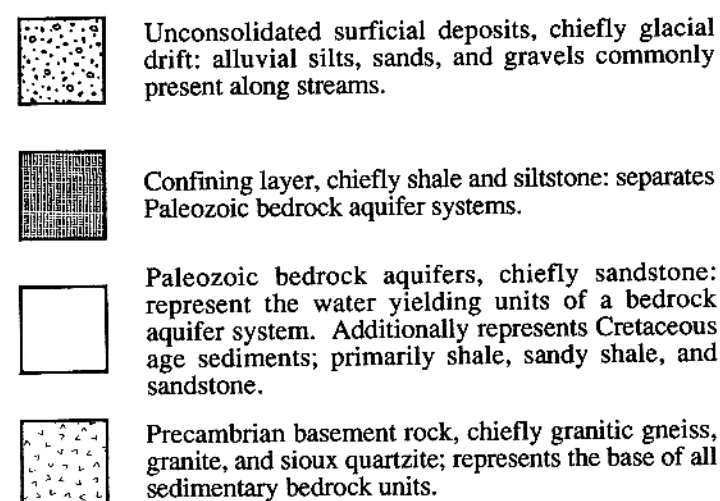 Unconsolidated surficial deposits, chiefly glacial
drift: alluvial silts, sands, and gravels commonly
present along streams.
Confining layer, chiefly shale and siltstone: separates
Paleozoic bedrock aquifer systems.
Paleozoic bedrock aquifers, chiefly sandstone:
represent the water yielding units of a bedrock
aquifer system. Additionally represents Cretaceous
age sediments; primarily shale, sandy shale, and
sandstone.
Precambrian basement rock, chiefly granitic gneiss,
granite, and sioux quartzite; represents the base of all
sedimentary bedrock units.